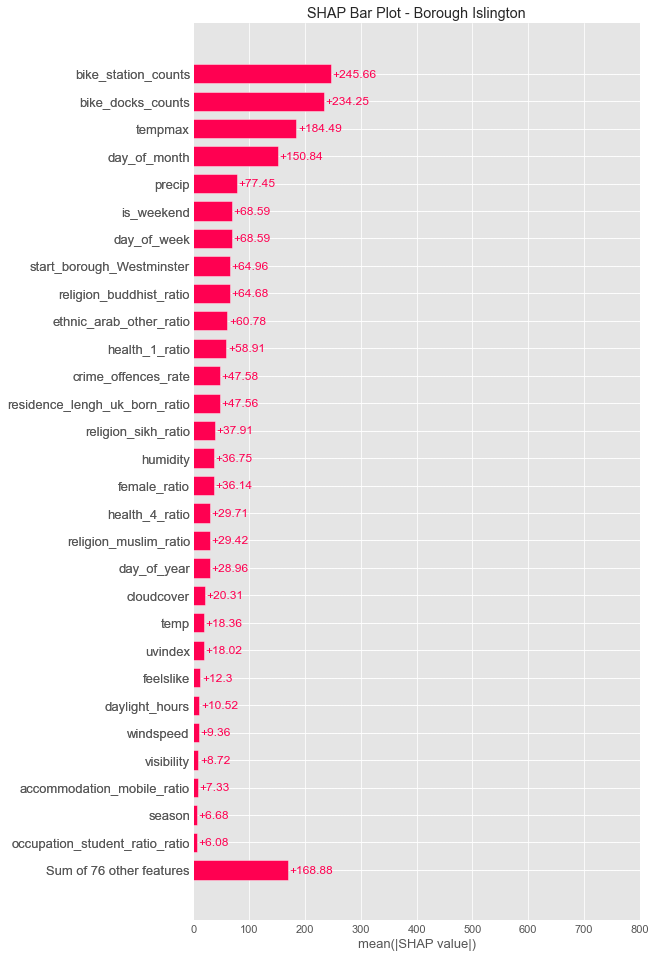 SHAP Bar Plot - Borough Islington
bike_station_counts +245.66
bike_docks_counts +234.25
tempmax +184.49
day_of_month +150.84
precip +77.45
is_weekend +68.59
day_of_week +68.59
start_borough_Westminster +64.96
religion_buddhist_ratio +64.68
ethnic_arab_other_ratio +60.78
health_1_ratio +58.91
crime_offences_rate +47.58
residence_lengh_uk_born_ratio +47.56
religion_sikh_ratio +37.91
humidity +36.75
female_ratio +36.14
health_4_ratio +29.71
religion_muslim_ratio +29.42
day_of_year +28.96
cloudcover +20.31
temp +18.36
uvindex +18.02
feelslike +12.3
daylight_hours +10.52
windspeed +9.36
visibility +8.72
accommodation_mobile_ratio +7.33
season +6.68
occupation_student_ratio_ratio +6.08
Sum of 76 other features +168.88
0 100 200 300 400 500 600 700 800
mean(|SHAP value|)